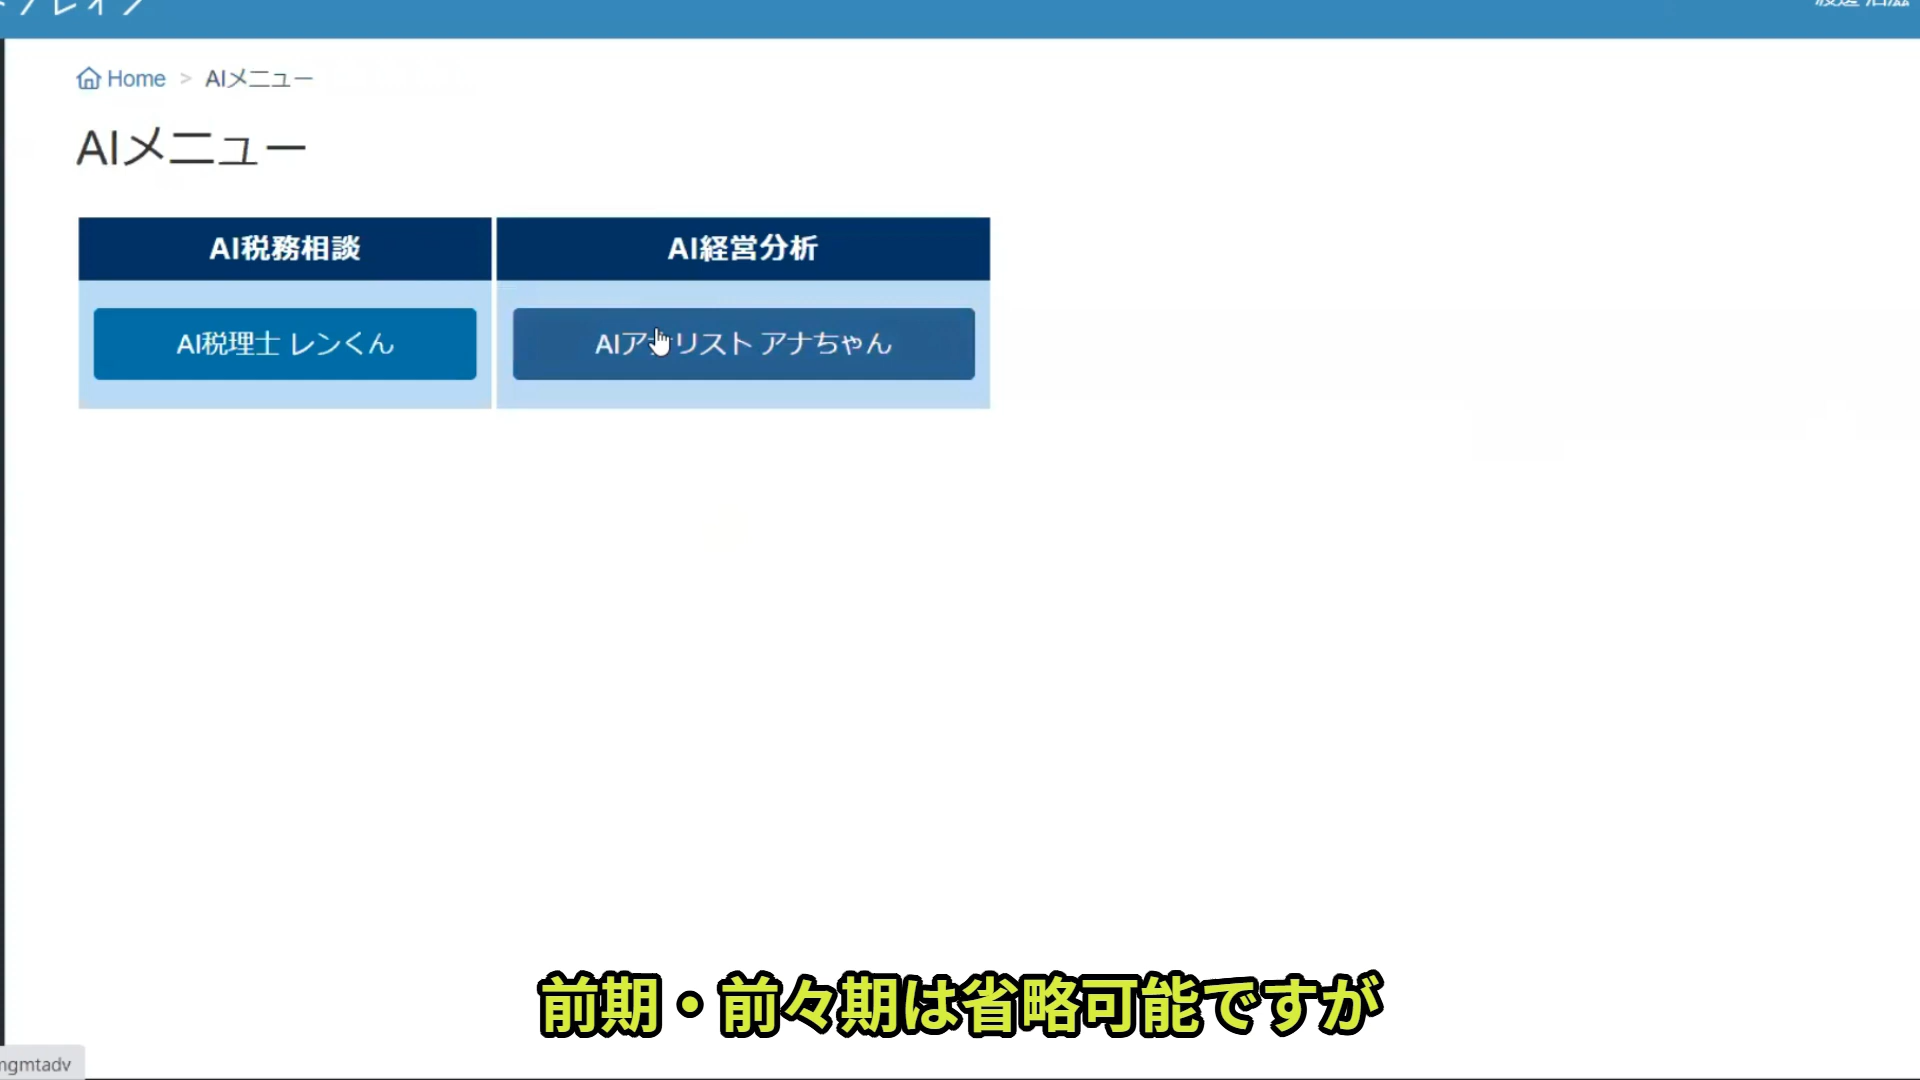 Home > AIメニュー
AIメニュー
AI税務相談 AI経営分析
AI税理士 レンくん AIアナリスト アナちゃん
前期・前々期は省略可能ですが
mgmtadv